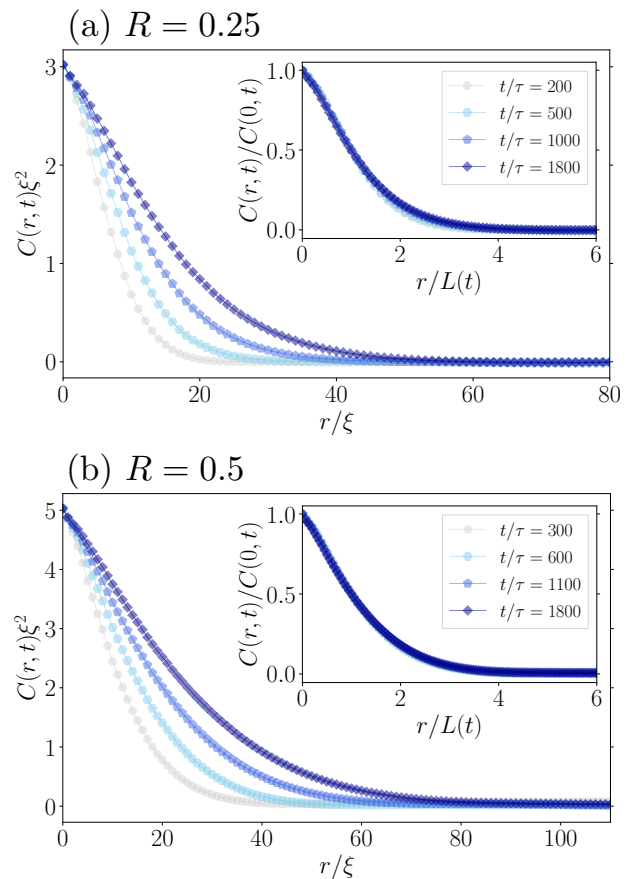 (a) R = 0.25
C(r, t)ξ²
3
2
1
0
0 20 40 60 80
r/ξ
C(r, t)/C(0, t)
1.0
0.5
0.0
0 2 4 6
r/L(t)
t/τ = 200
t/τ = 500
t/τ = 1000
t/τ = 1800
(b) R = 0.5
C(r, t)ξ²
5
4
3
2
1
0
0 20 40 60 80 100
r/ξ
C(r, t)/C(0, t)
1.0
0.5
0.0
0 2 4 6
r/L(t)
t/τ = 300
t/τ = 600
t/τ = 1100
t/τ = 1800